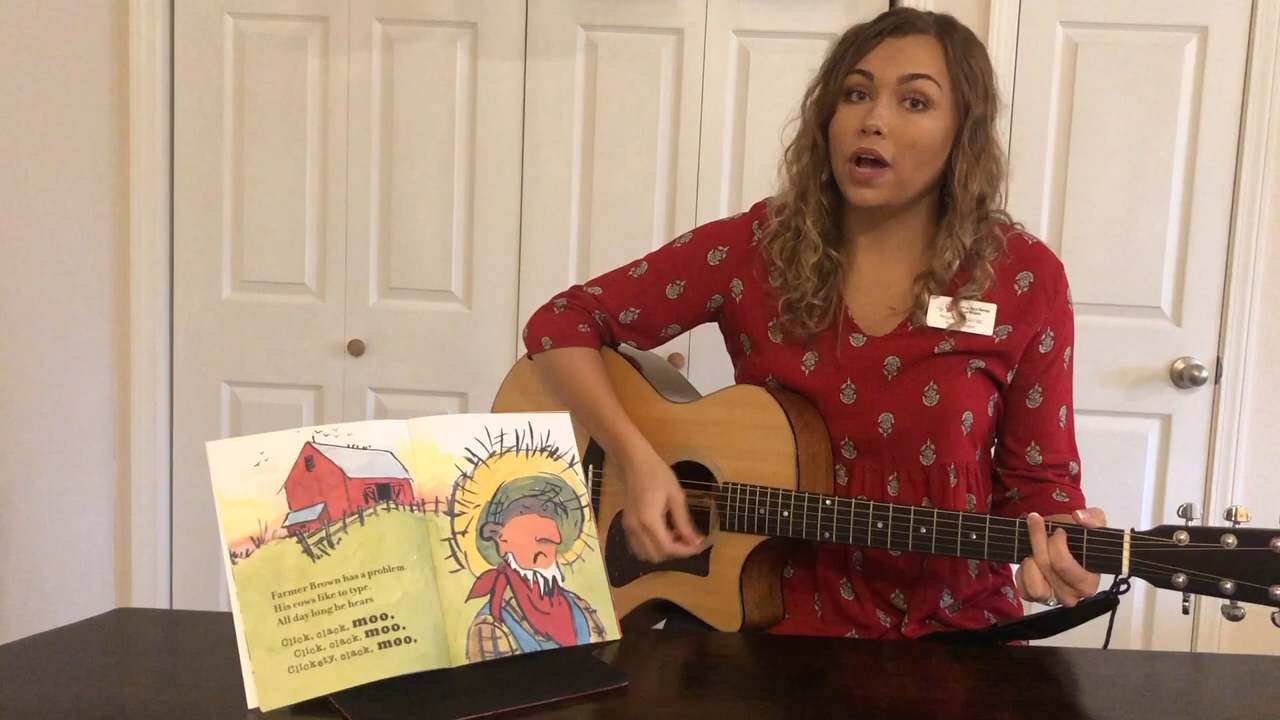 Farmer Brown has a problem.
His cows like to type.
All day long he hears
Click, clack, moo.
Click, clack, moo.
Clickety, clack, moo.